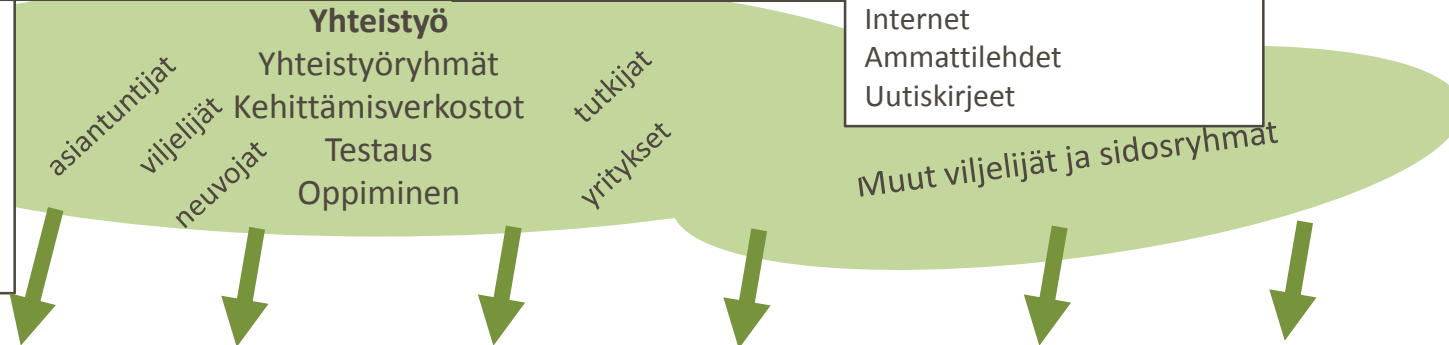 Yhteistyö
Yhteistyöryhmät
Kehittämisverkostot
Testaus
Oppiminen
asiantuntijat
viljelijät
neuvojat
tutkijat
yritykset
Internet
Ammattilehdet
Uutiskirjeet
Muut viljelijät ja sidosryhmät